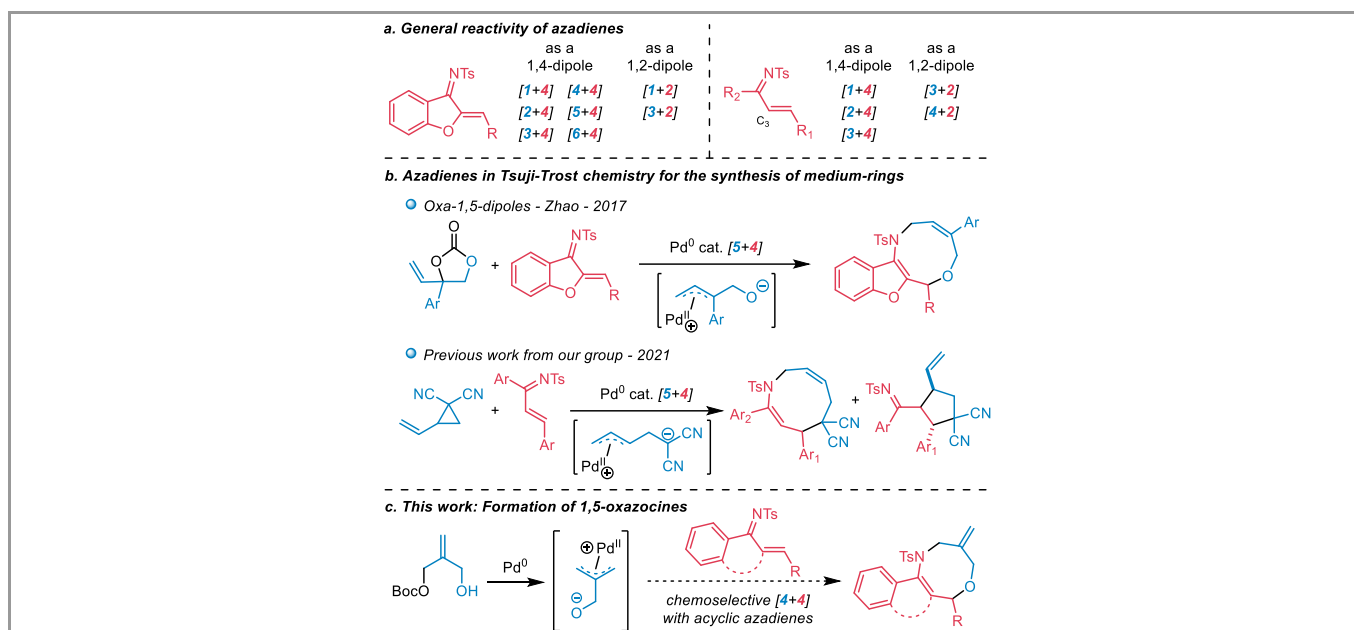 a. General reactivity of azadienes
NTs
O
R
as a
1,4-dipole
[1+4] [4+4]
[2+4] [5+4]
[3+4] [6+4]
as a
1,2-dipole
[1+2]
[3+2]
NTs
R2
C3
R1
as a
1,4-dipole
[1+4]
[2+4]
[3+4]
as a
1,2-dipole
[3+2]
[4+2]
b. Azadienes in Tsuji-Trost chemistry for the synthesis of medium-rings
Oxa-1,5-dipoles - Zhao - 2017
O
O O
Ar
+
NTs
O
R
Pd0 cat. [5+4]
O ⊖
PdII
⊕
Ar
TsN
Ar
O
O
R
Previous work from our group - 2021
NC CN
+
Ar NTs
Ar
Pd0 cat. [5+4]
⊖ CN
CN
PdII
⊕
TsN
Ar2
CN
CN
Ar1
+
TsN
Ar
Ar1
CN
CN
c. This work: Formation of 1,5-oxazocines
BocO OH
Pd0
⊕ PdII
⊖
O
NTs
R
chemoselective [4+4]
with acyclic azadienes
TsN
O
R